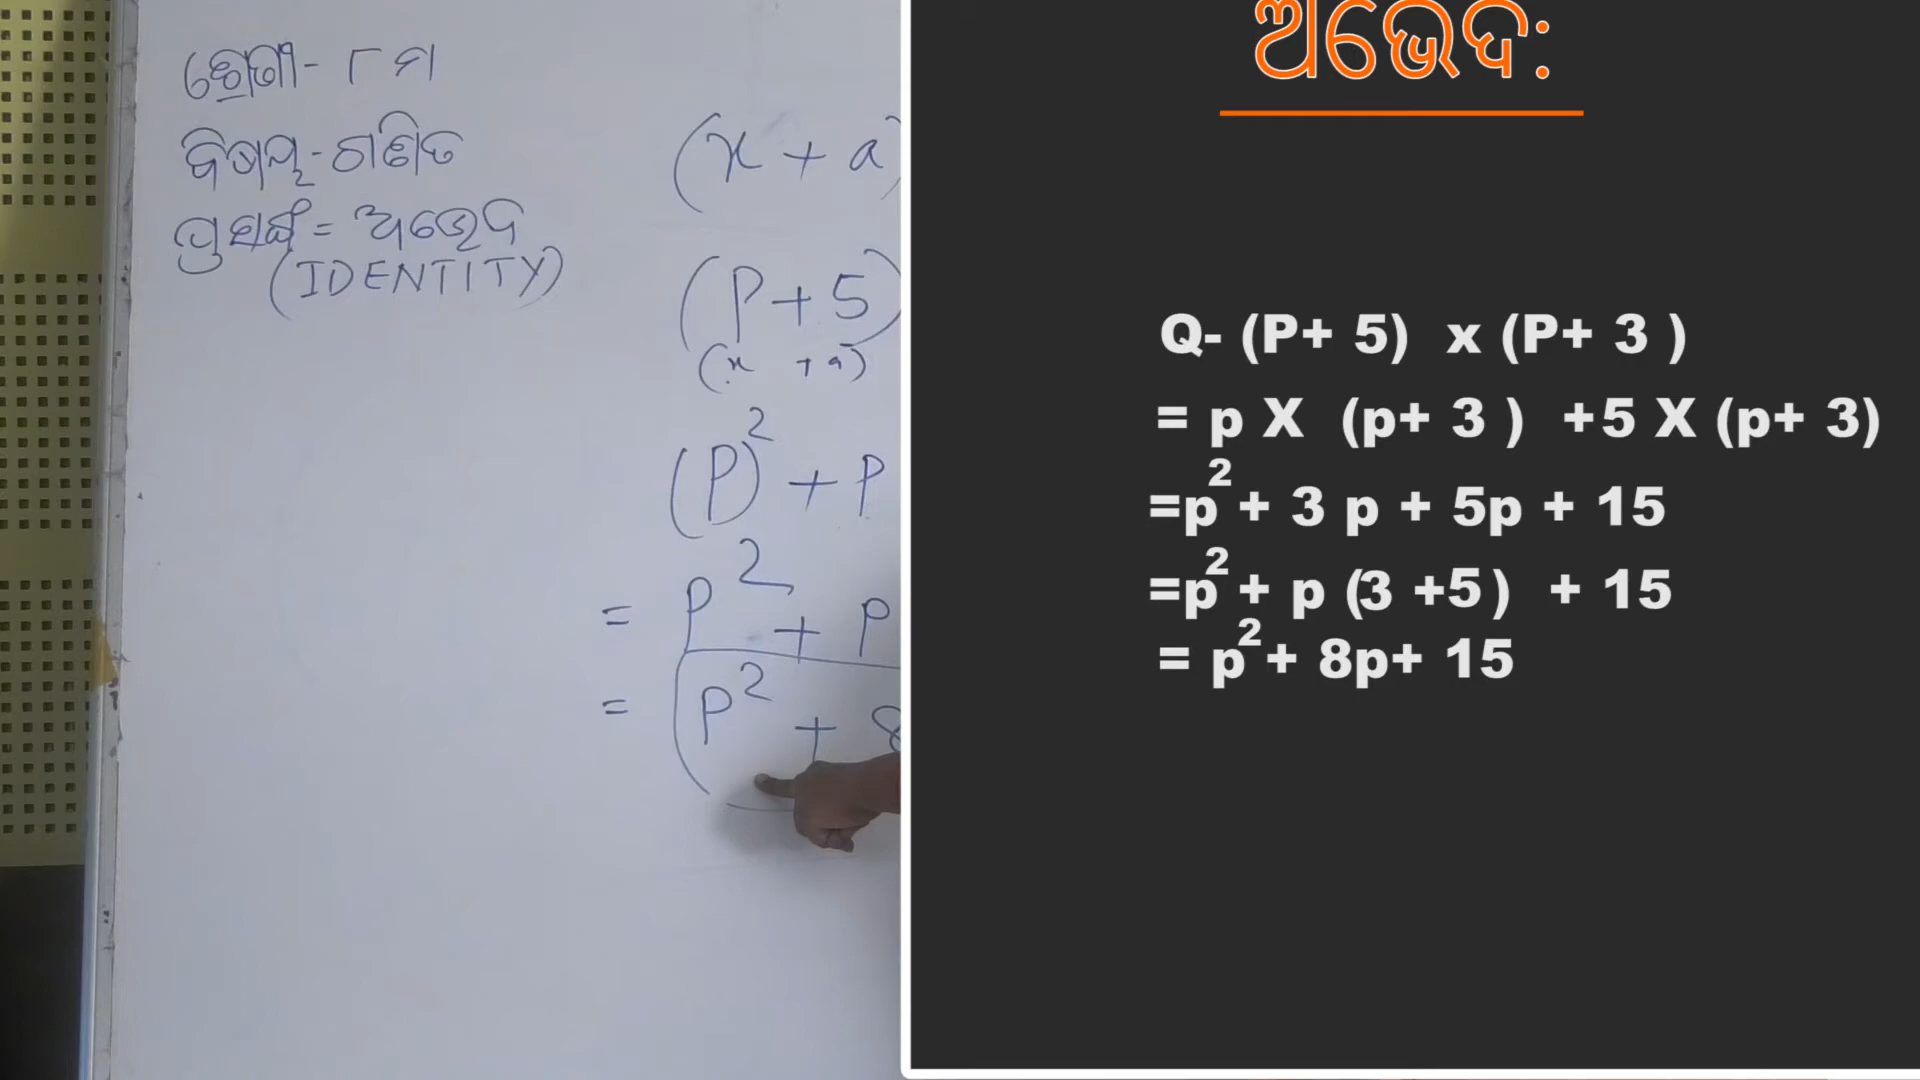 ଶ୍ରେଣୀ - ୮ମ
ବିଷୟ - ଗଣିତ
ପ୍ରସଙ୍ଗ = ଅଭେଦ
(IDENTITY)
(x + a)
(P + 5)
(x + a)
(P)² + P
= P² + P
= P² + 8
ଅଭେଦ:
Q- (P+ 5) x (P+ 3 )
= p X (p+ 3 ) +5 X (p+ 3)
=p²+ 3 p + 5p + 15
=p²+ p (3 +5) + 15
= p²+ 8p+ 15